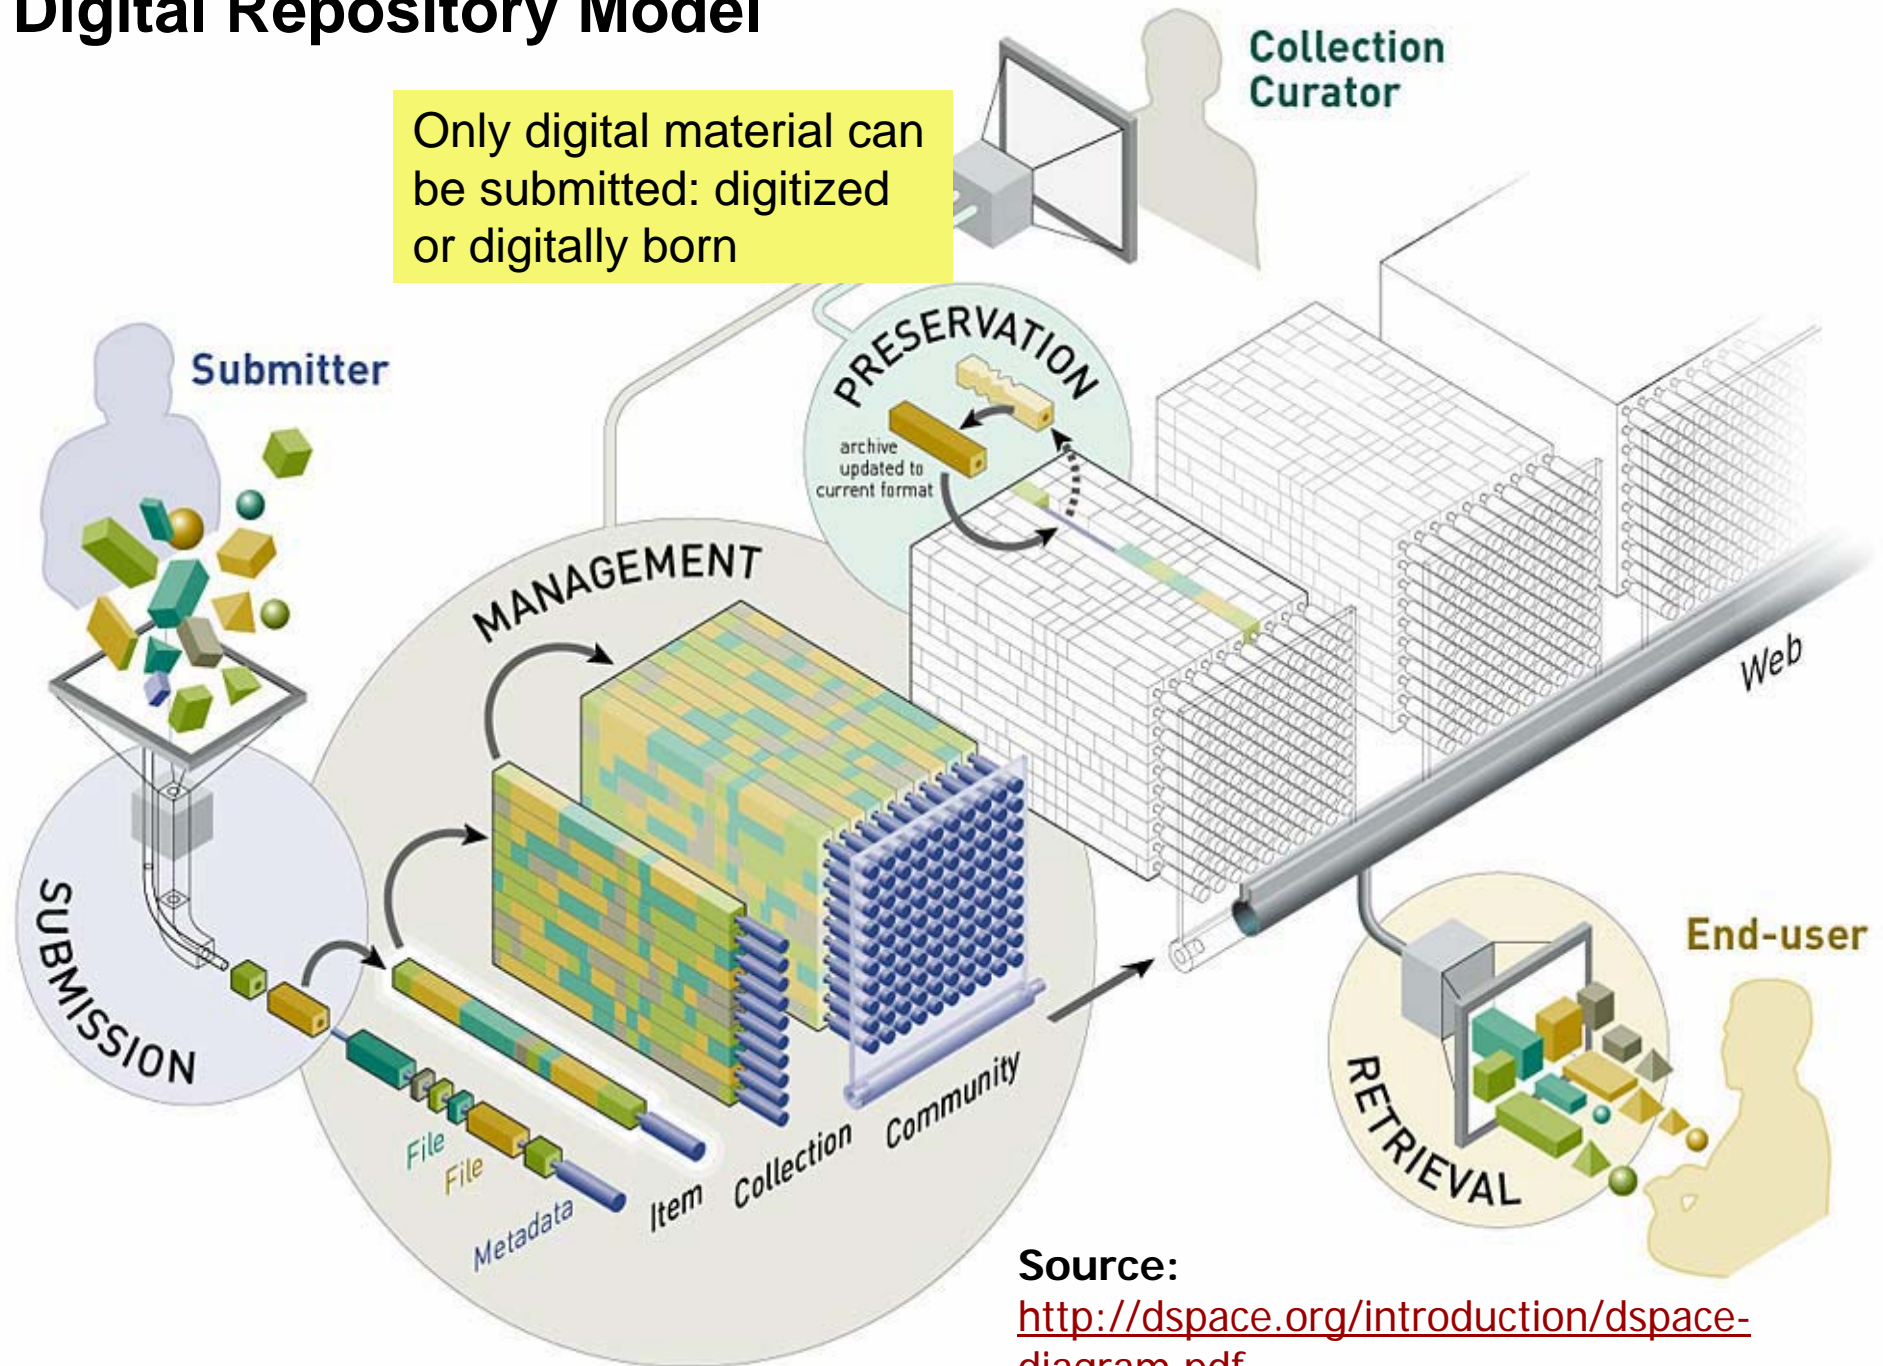 Digital Repository Model
Collection
Curator
Only digital material can
be submitted: digitized
or digitally born
Submitter
PRESERVATION
archive
updated to
current format
MANAGEMENT
Web
SUBMISSION
End-user
RETRIEVAL
File
File
Metadata
Item
Collection
Community
Source:
http://dspace.org/introduction/dspace-
diagram.pdf